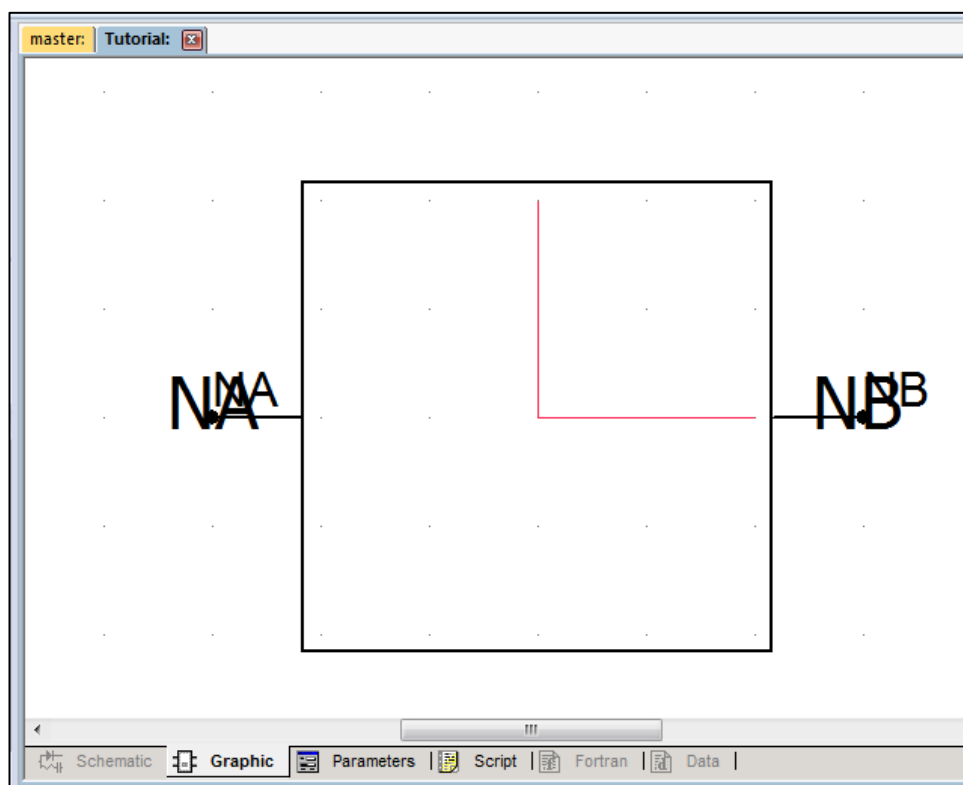 master: Tutorial:
NA NA NB NB
Schematic Graphic Parameters Script Fortran Data